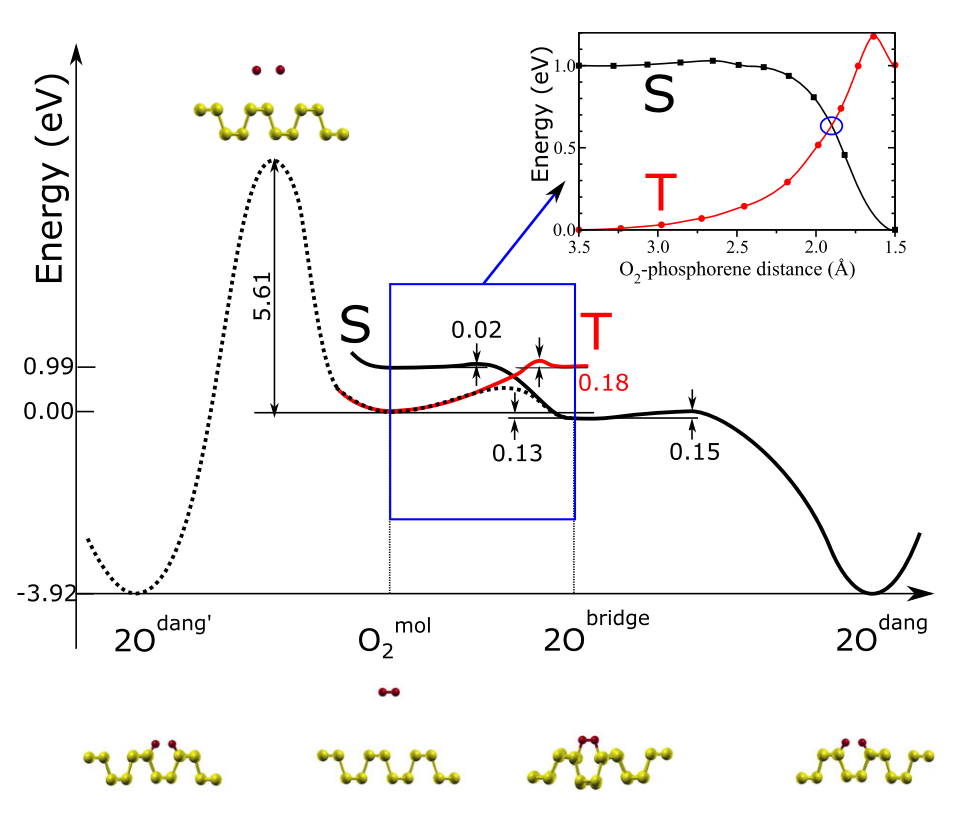 Energy (eV)
5.61
0.99
0.00
-3.92
S
0.02
T
0.18
0.13
0.15
Energy (eV)
1.0
0.5
0.0
S
T
3.5 3.0 2.5 2.0 1.5
O₂-phosphorene distance (Å)
2O^dang' O₂^mol 2O^bridge 2O^dang